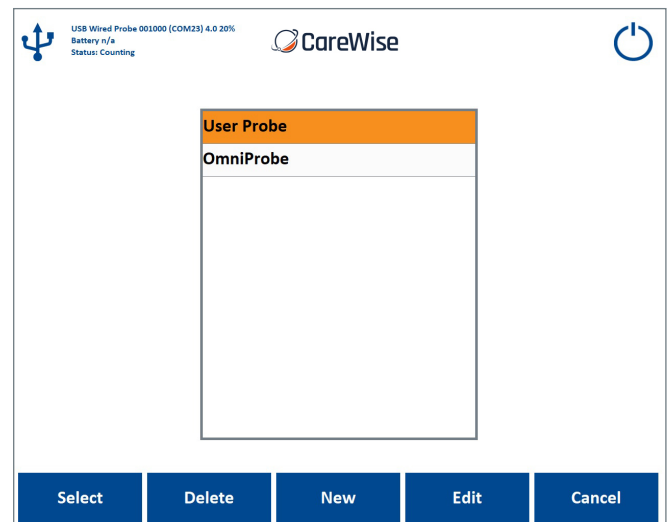 USB Wired Probe 001000 (COM23) 4.0 20%
Battery n/a
Status: Counting
CareWise
User Probe
OmniProbe
Select
Delete
New
Edit
Cancel